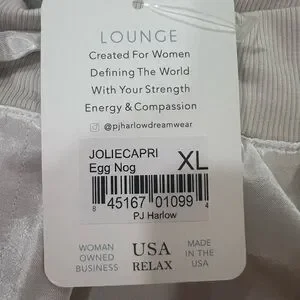 LOUNGE
Created For Women
Defining The World
With Your Strength
Energy & Compassion
@pjharlowdreamwear
JOLIECAPRI XL
Egg Nog
8 45167 01099 4
PJ Harlow
WOMAN OWNED BUSINESS
USA RELAX
MADE IN THE USA